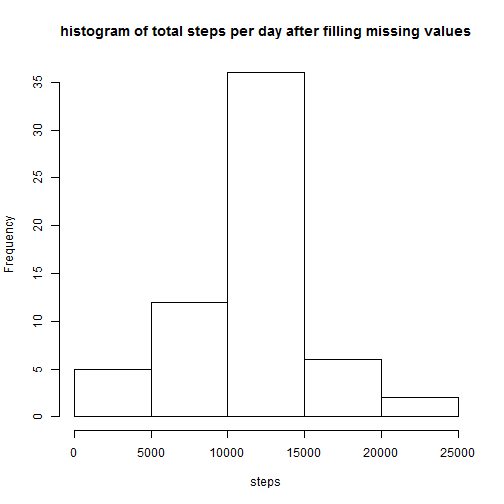 histogram of total steps per day after filling missing values
Frequency
35
30
25
20
15
10
5
0
0 5000 10000 15000 20000 25000
steps